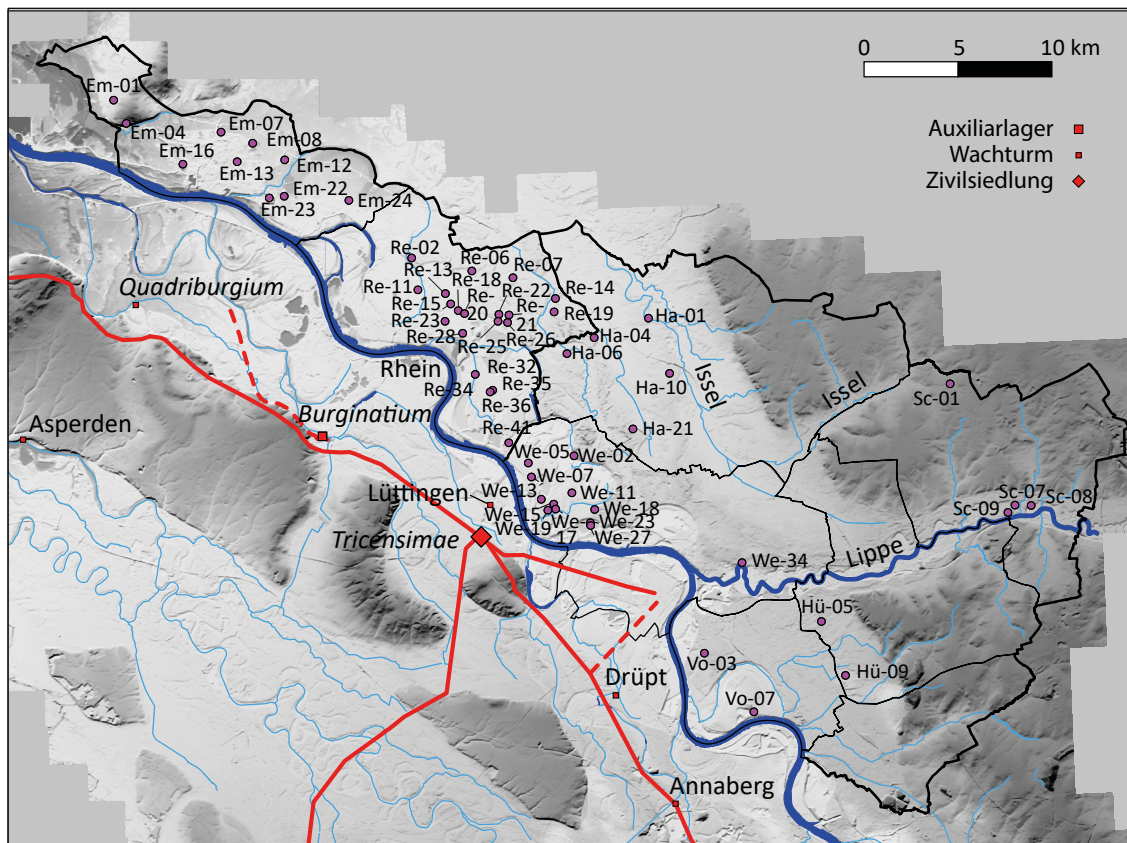 0 5 10 km
Auxiliarlager
Wachturm
Zivilsiedlung
Em-01
Em-04
Em-07
Em-08
Em-16
Em-13
Em-12
Em-22
Em-23
Em-24
Re-02
Re-06
Re-07
Re-13
Re-18
Re-11
Re-
Re-22
Re-14
Re-15
20
Re-
Re-19
Re-23
21
Re-28
Re-25
Re-26
Ha-01
Ha-04
Ha-06
Quadriburgium
Rhein
Re-32
Re-34
Re-35
Re-36
Ha-10
Issel
Issel
Sc-01
Burginatium
Asperden
Re-41
Ha-21
We-05
We-02
We-07
Lüttingen
We-13
We-11
We-15
We-18
We-19
We-
We-23
17
We-27
Sc-07
Sc-08
Sc-09
Tricensimae
Lippe
We-34
Hü-05
Vo-03
Hü-09
Drüpt
Vo-07
Annaberg